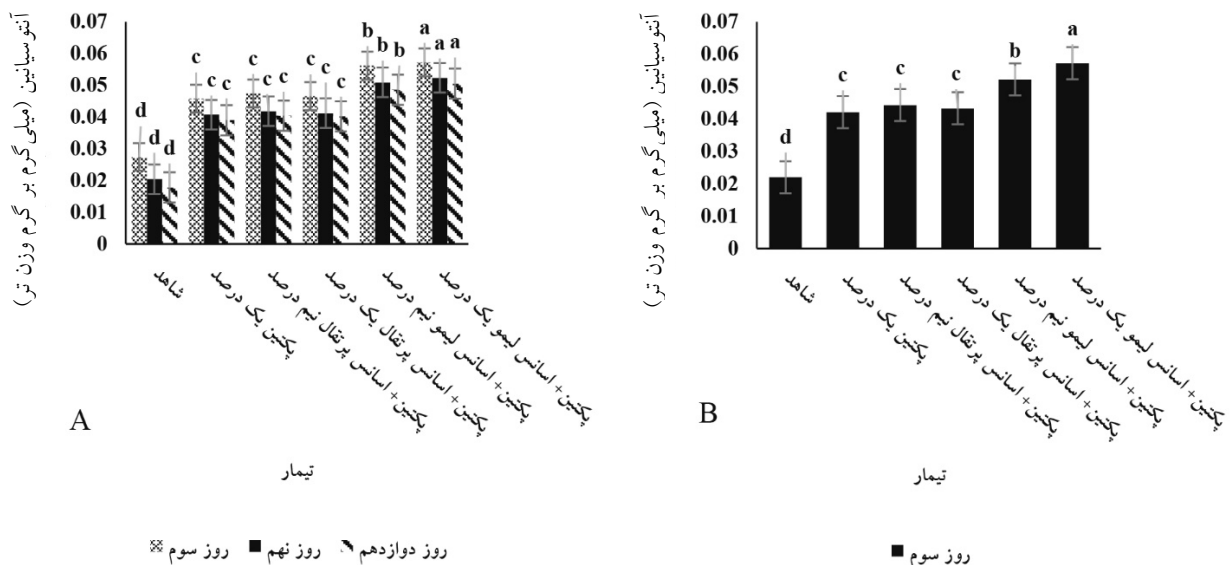 آنتوسیانین (میلی‌گرم بر گرم وزن تر)
0.07
0.06
0.05
0.04
0.03
0.02
0.01
0
d d d
c c c
c c c
c c c
b b b
a a a
شاهد
پکتین یک درصد
پکتین+ اسانس پرتقال نیم درصد
پکتین+ اسانس پرتقال یک درصد
پکتین+ اسانس لیمو نیم درصد
پکتین+ اسانس لیمو یک درصد
A
تیمار
روز سوم روز نهم روز دوازدهم
آنتوسیانین (میلی‌گرم بر گرم وزن تر)
0.07
0.06
0.05
0.04
0.03
0.02
0.01
0
d c c c b a
شاهد
پکتین یک درصد
پکتین+ اسانس پرتقال نیم درصد
پکتین+ اسانس پرتقال یک درصد
پکتین+ اسانس لیمو نیم درصد
پکتین+ اسانس لیمو یک درصد
B
تیمار
روز سوم